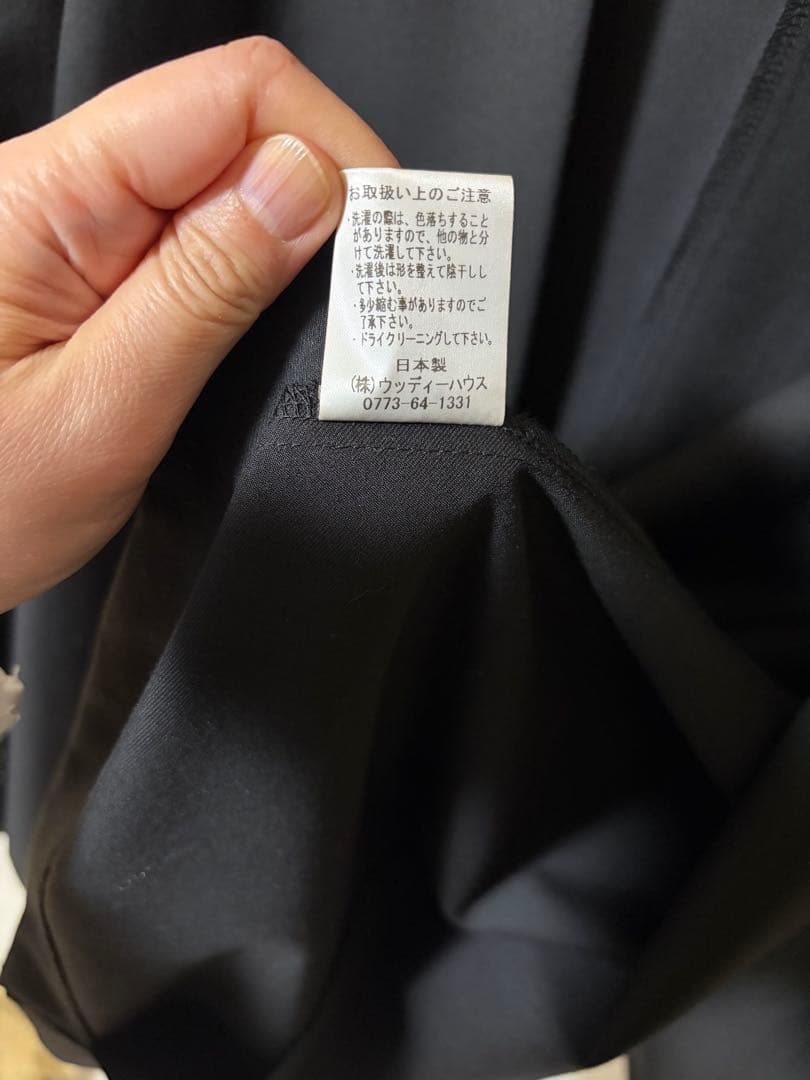 お取扱い上のご注意
・洗濯の際は、色落ちすること
がありますので、他の物と分
けて洗濯して下さい。
・洗濯後は形を整えて陰干しし
て下さい。
・多少縮む事がありますのでご
了承下さい。
・ドライクリーニングして下さい。
日本製
(株)ウッディーハウス
0773-64-1331